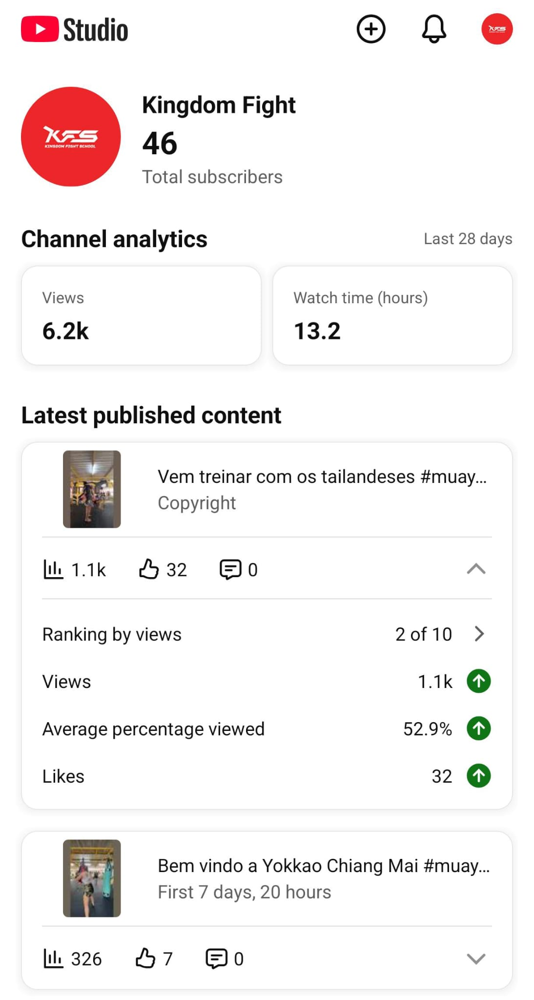 Studio
KFS
Kingdom Fight
KFS
KINGDOM FIGHT SCHOOL
46
Total subscribers
Channel analytics
Last 28 days
Views
Watch time (hours)
6.2k
13.2
Latest published content
Vem treinar com os tailandeses #muay...
Copyright
1.1k
32
0
Ranking by views
2 of 10
Views
1.1k
Average percentage viewed
52.9%
Likes
32
Bem vindo a Yokkao Chiang Mai #muay...
First 7 days, 20 hours
326
7
0